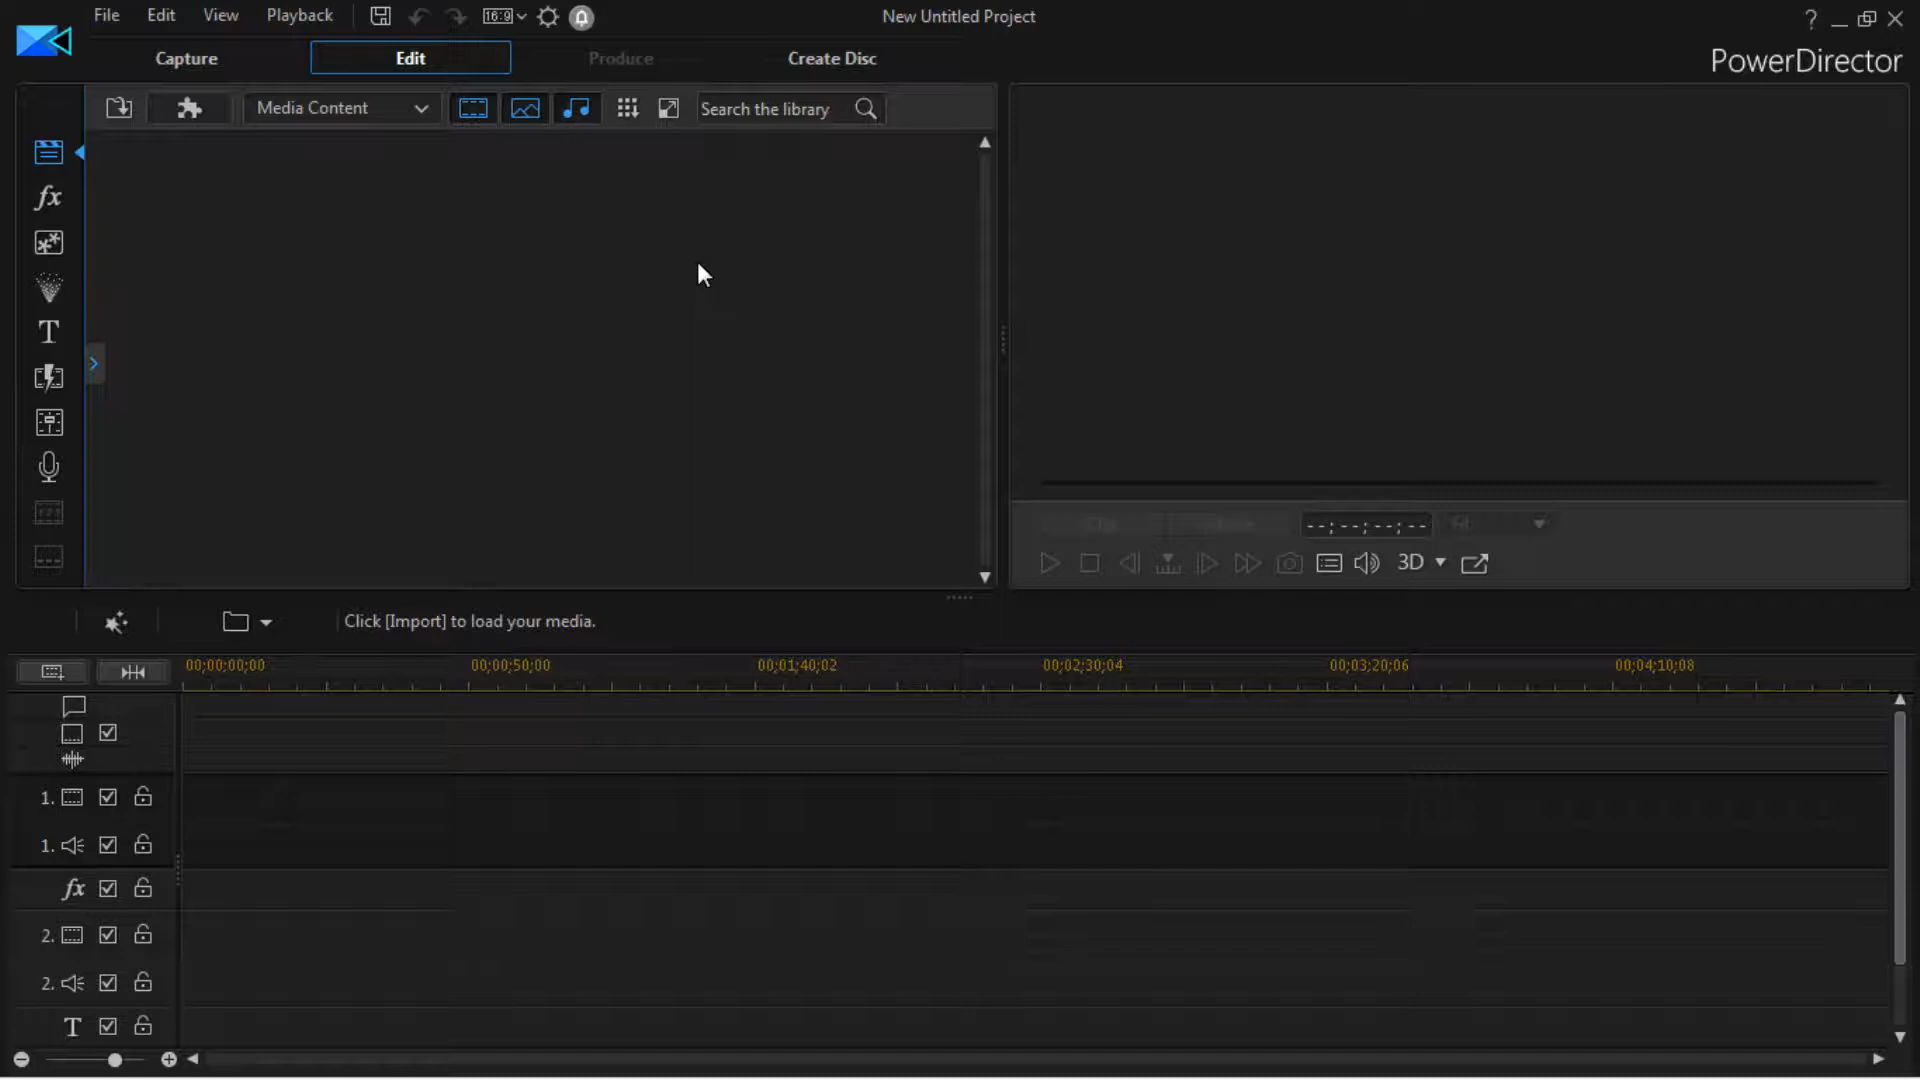 File Edit View Playback 16:9 New Untitled Project ?
Capture Edit Produce Create Disc PowerDirector
Media Content Search the library
fx
T
--;--;--;--
3D
Click [Import] to load your media.
00;00;00;00 00;00;50;00 00;01;40;02 00;02;30;04 00;03;20;06 00;04;10;08
1.
1.
fx
2.
2.
T